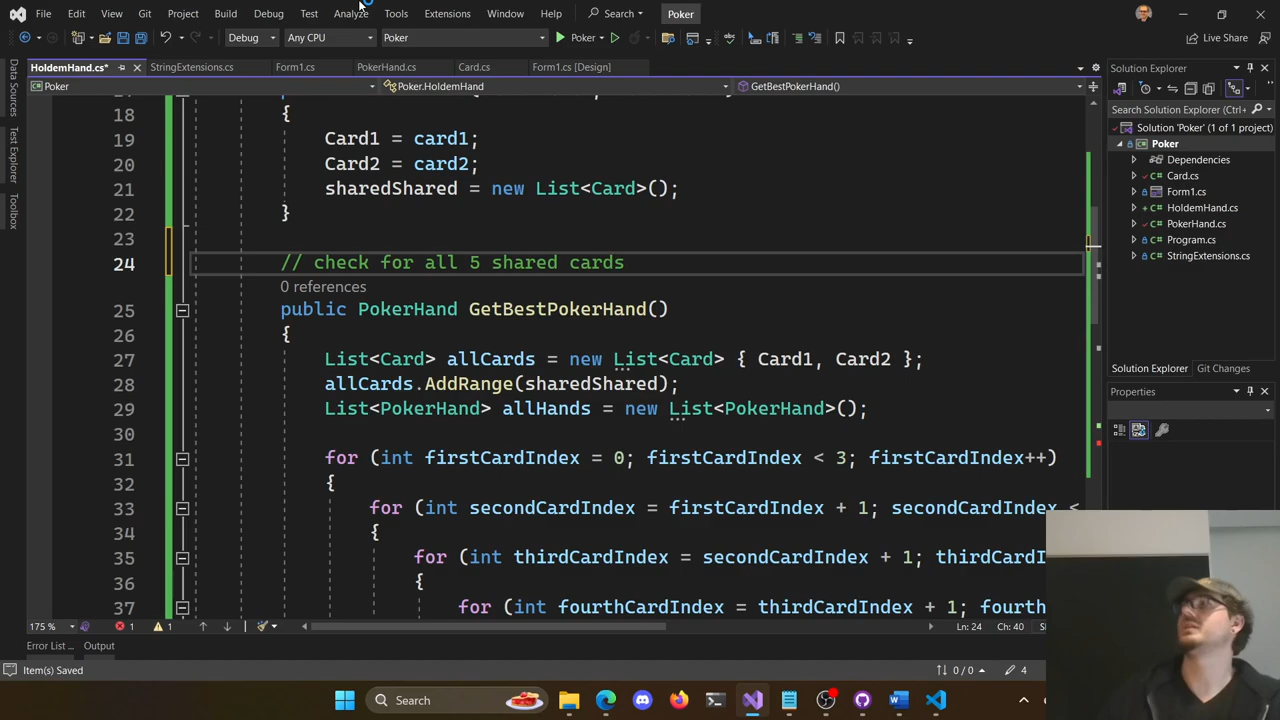 File Edit View Git Project Build Debug Test Analyze Tools Extensions Window Help Search Poker
Debug Any CPU Poker Poker Live Share
HoldemHand.cs* StringExtensions.cs Form1.cs PokerHand.cs Card.cs Form1.cs [Design]
Poker Poker.HoldemHand GetBestPokerHand()
18 {
19 Card1 = card1;
20 Card2 = card2;
21 sharedShared = new List<Card>();
22 }
23
24 // check for all 5 shared cards
0 references
25 public PokerHand GetBestPokerHand()
26 {
27 List<Card> allCards = new List<Card> { Card1, Card2 };
28 allCards.AddRange(sharedShared);
29 List<PokerHand> allHands = new List<PokerHand>();
30
31 for (int firstCardIndex = 0; firstCardIndex < 3; firstCardIndex++)
32 {
33 for (int secondCardIndex = firstCardIndex + 1; secondCardIndex <
34 {
35 for (int thirdCardIndex = secondCardIndex + 1; thirdCardI
36 {
37 for (int fourthCardIndex = thirdCardIndex + 1; fourth
175 % 1 1 Ln: 24 Ch: 40
Error List ... Output
Item(s) Saved 0 / 0 4
Search
Data Sources
Test Explorer
Toolbox
Solution Explorer
Search Solution Explorer (Ctrl+
Solution 'Poker' (1 of 1 project)
Poker
Dependencies
Card.cs
Form1.cs
HoldemHand.cs
PokerHand.cs
Program.cs
StringExtensions.cs
Solution Explorer Git Changes
Properties